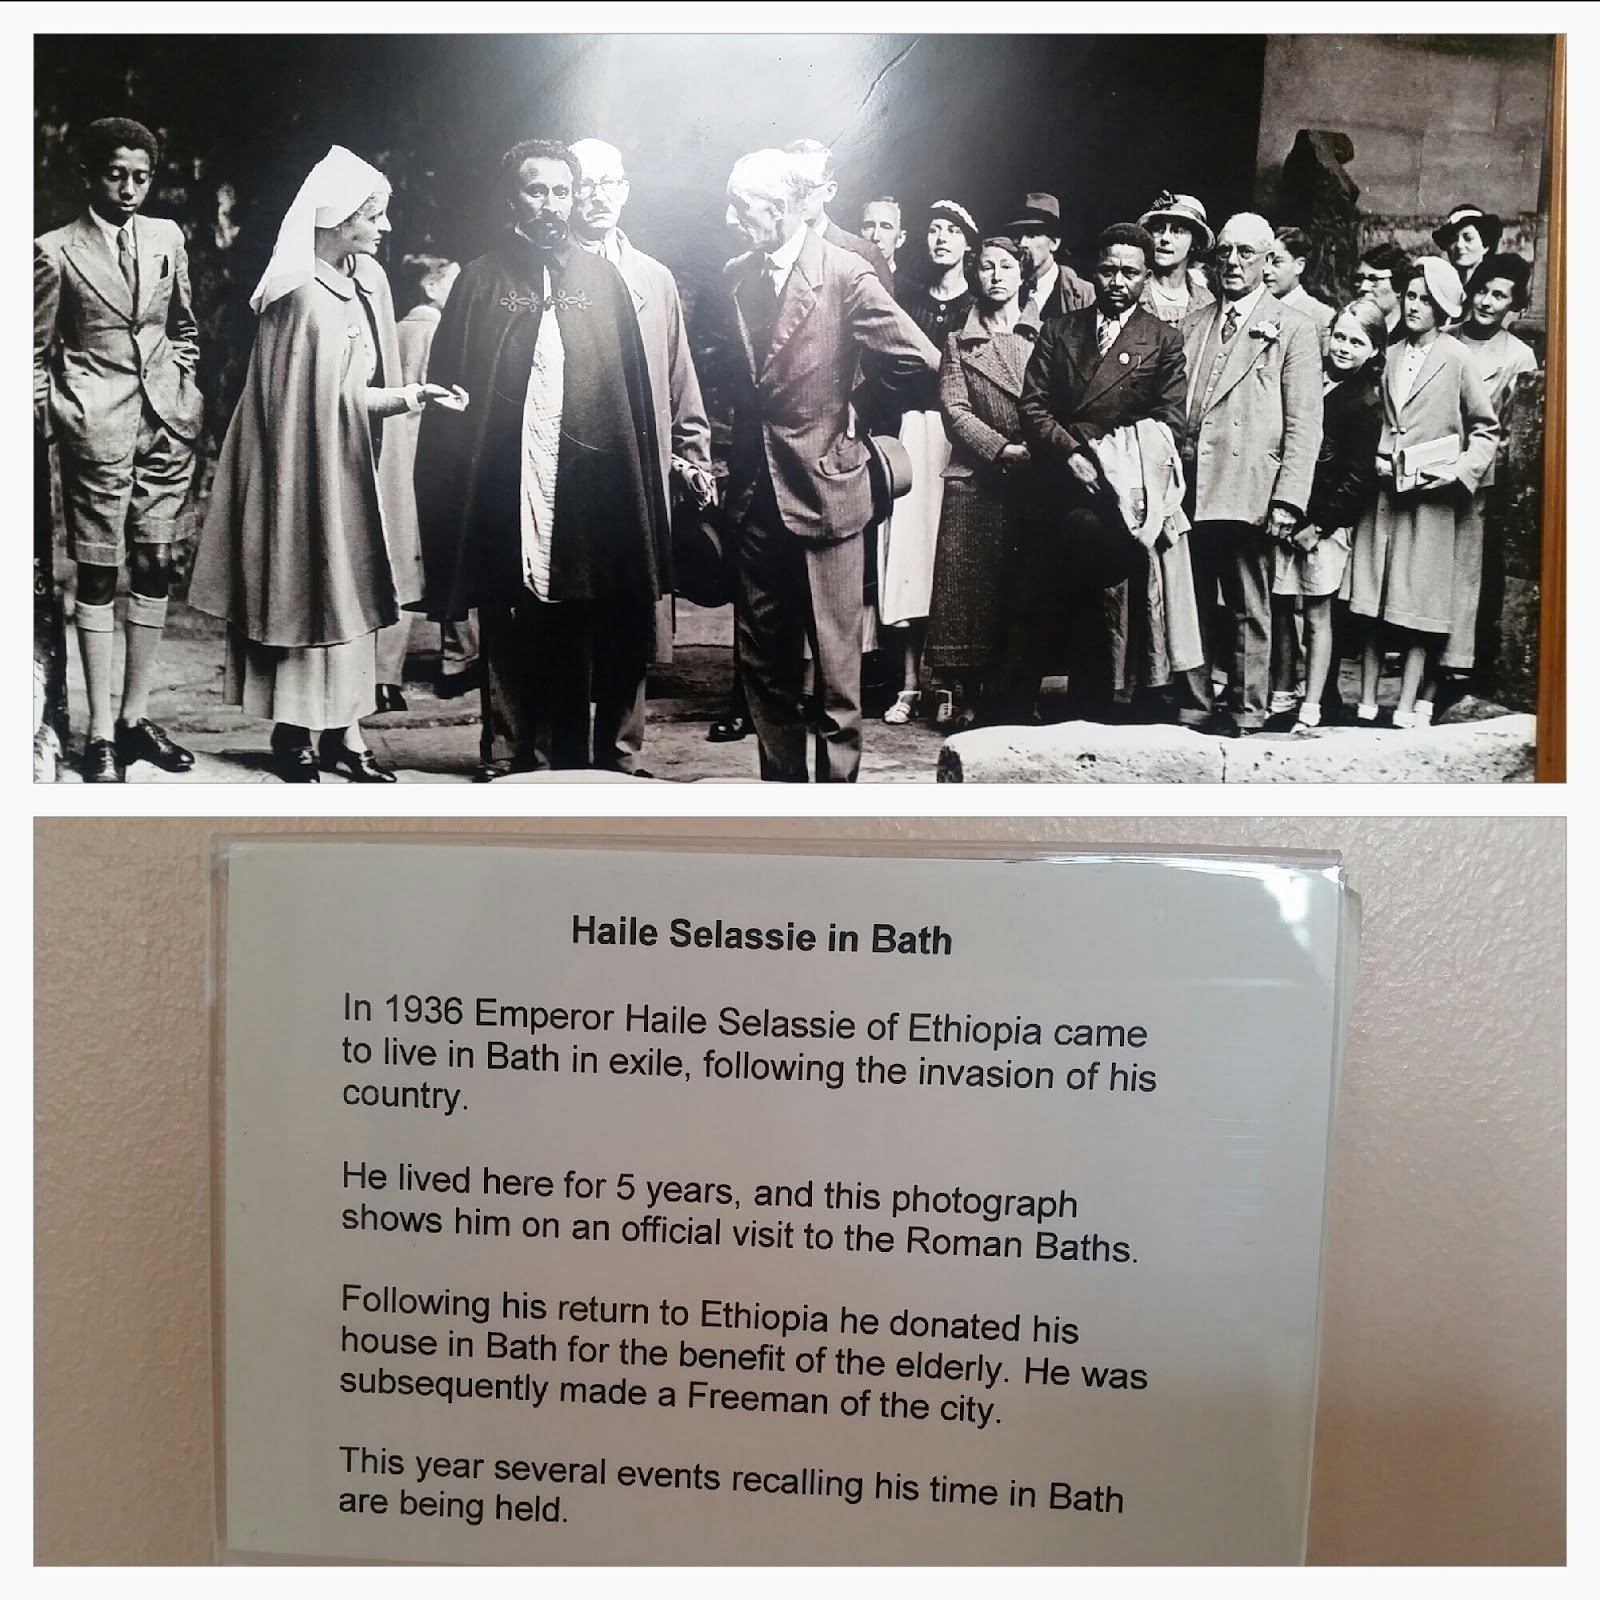 Haile Selassie in Bath
In 1936 Emperor Haile Selassie of Ethiopia came
to live in Bath in exile, following the invasion of his
country.
He lived here for 5 years, and this photograph
shows him on an official visit to the Roman Baths.
Following his return to Ethiopia he donated his
house in Bath for the benefit of the elderly. He was
subsequently made a Freeman of the city.
This year several events recalling his time in Bath
are being held.